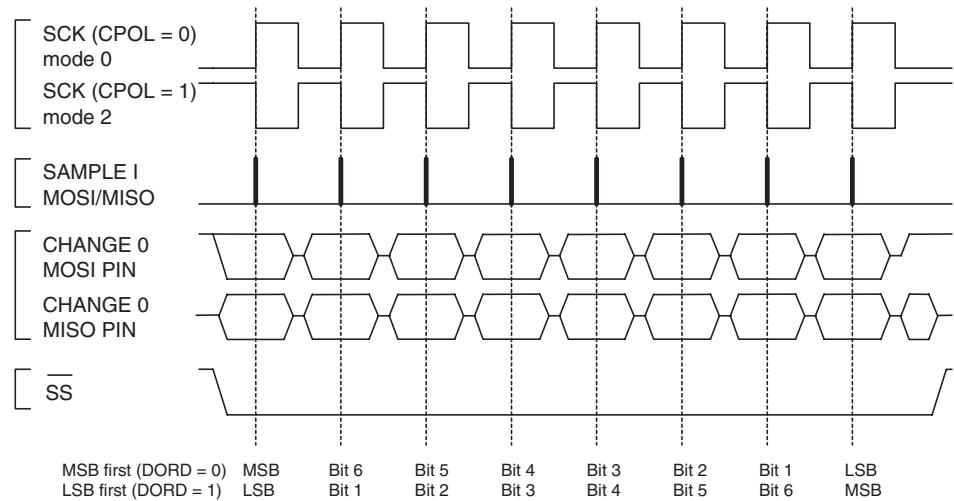 SCK (CPOL = 0)
mode 0
SCK (CPOL = 1)
mode 2
SAMPLE I
MOSI/MISO
CHANGE 0
MOSI PIN
CHANGE 0
MISO PIN
SS
MSB first (DORD = 0) MSB Bit 6 Bit 5 Bit 4 Bit 3 Bit 2 Bit 1 LSB
LSB first (DORD = 1) LSB Bit 1 Bit 2 Bit 3 Bit 4 Bit 5 Bit 6 MSB